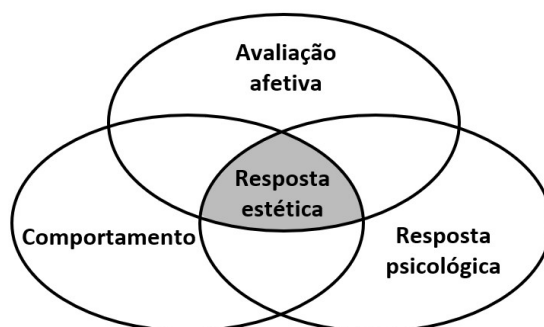 Avaliação
afetiva
Resposta
estética
Comportamento
Resposta
psicológica